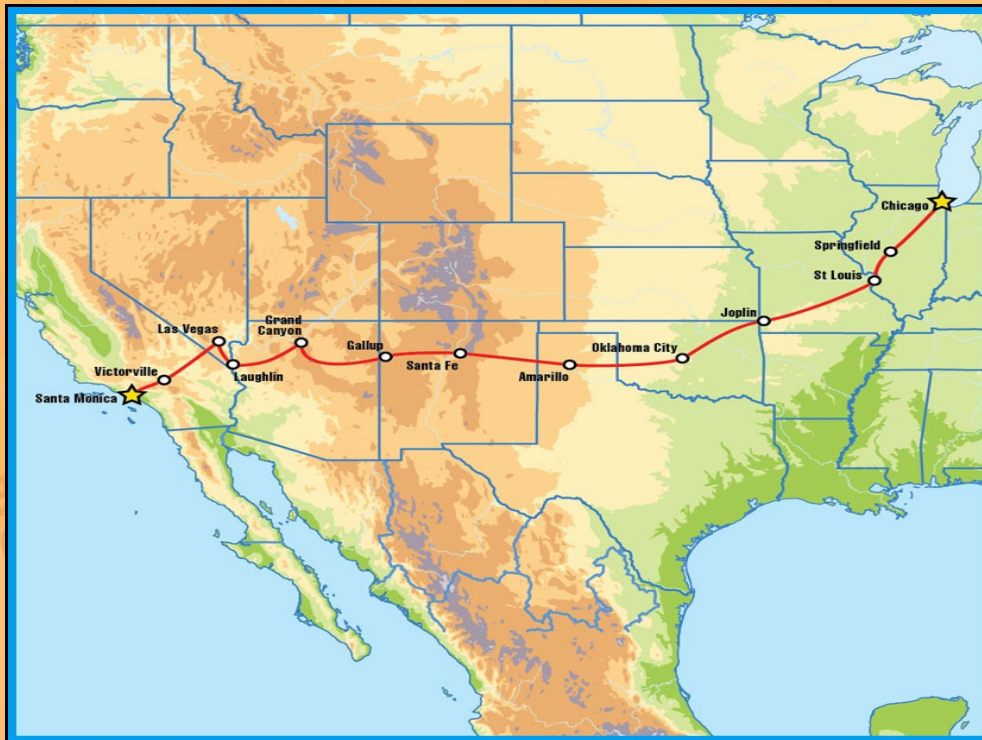 Chicago
Springfield
St Louis
Joplin
Oklahoma City
Amarillo
Santa Fe
Gallup
Grand
Canyon
Laughlin
Las Vegas
Victorville
Santa Monica